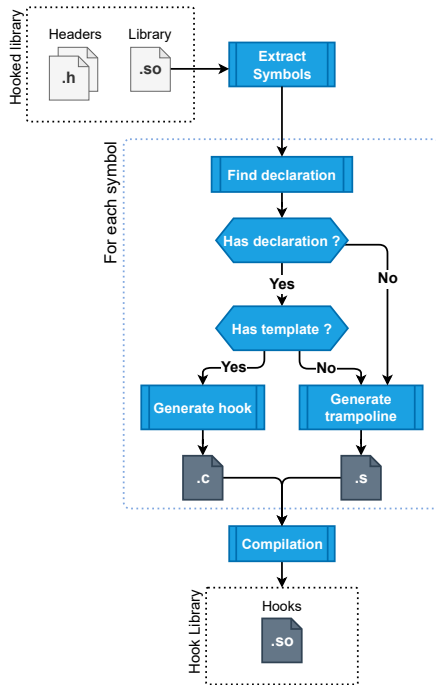 Hooked library
Headers
Library
.h
.so
Extract
Symbols
For each symbol
Find declaration
Has declaration ?
Yes
No
Has template ?
Yes
No
Generate hook
Generate
trampoline
.c
.s
Compilation
Hook Library
Hooks
.so